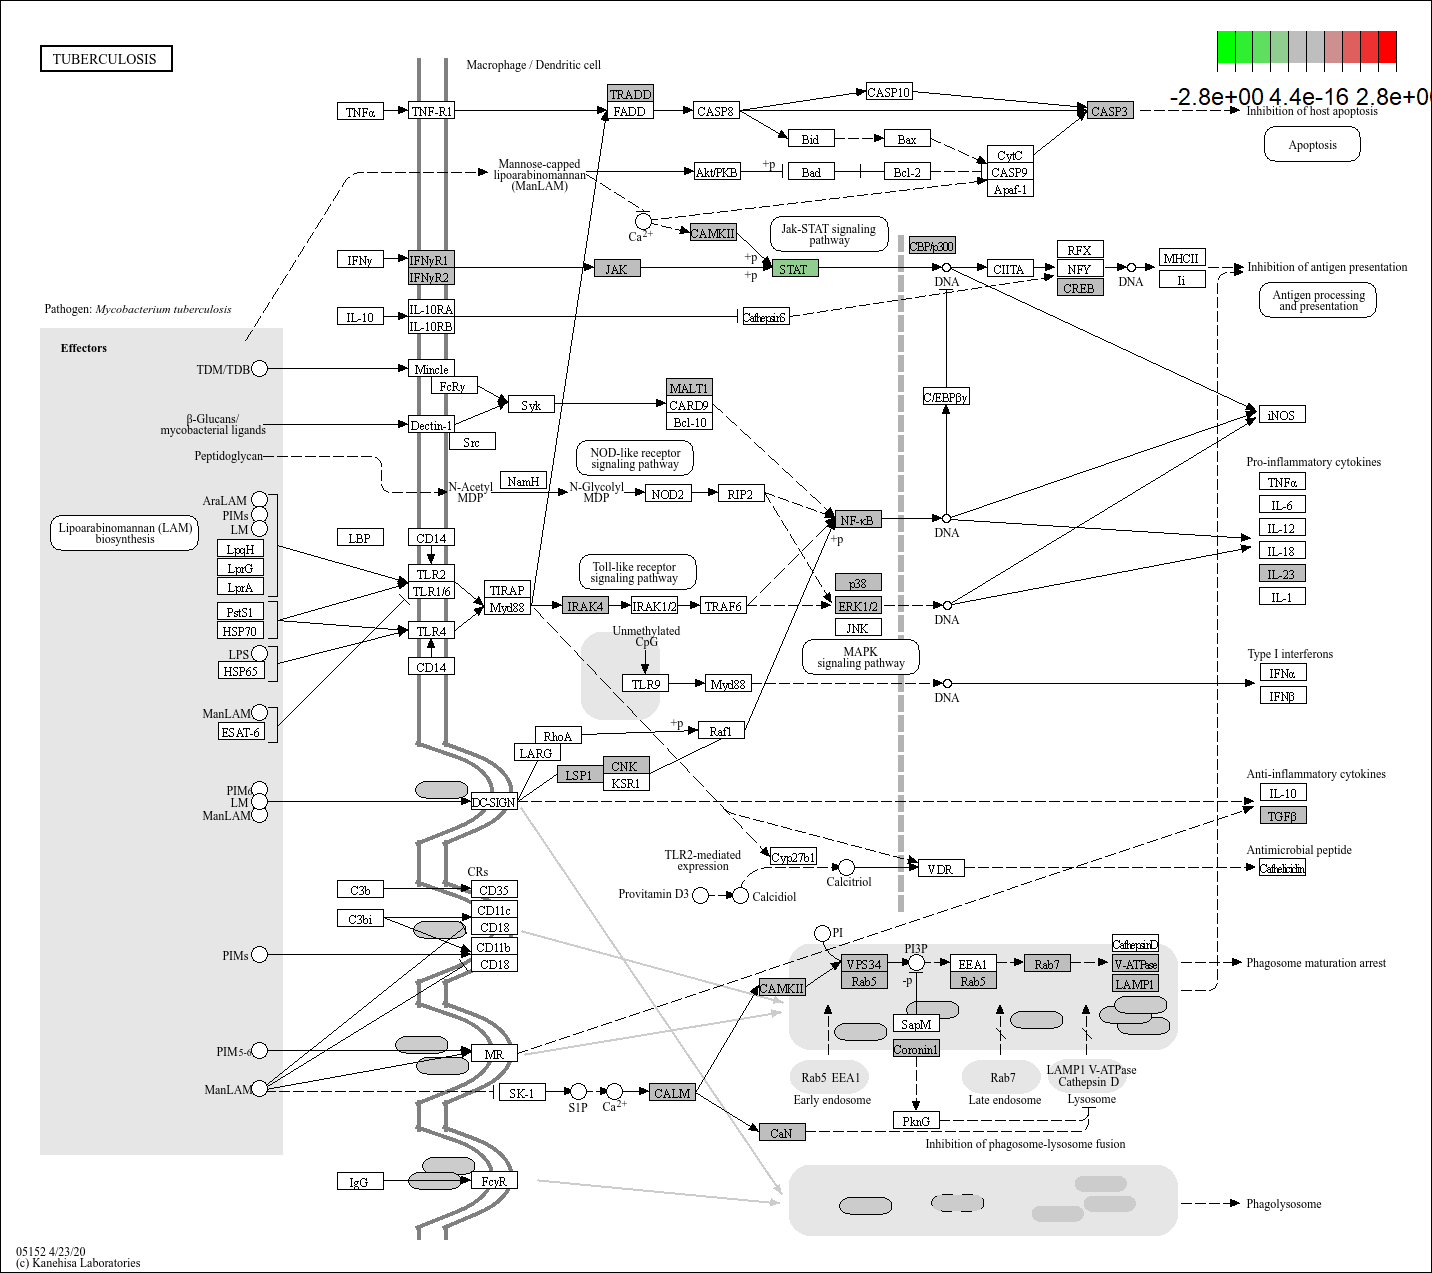 TUBERCULOSIS
Macrophage / Dendritic cell
-2.8e+00 4.4e-16 2.8e+0
TRADD
TNFα
TNF-R1
FADD
CASP8
CASP10
CASP3
Inhibition of host apoptosis
Bid
Bax
Apoptosis
CytC
Mannose-capped
lipoarabinomannan
(ManLAM)
Akt/PKB
+p
Bad
Bcl-2
CASP9
Apaf-1
Ca2+
CAMKII
Jak-STAT signaling
pathway
CBP/p300
RFX
IFNγ
IFNγR1
IFNγR2
JAK
+p
+p
STAT
DNA
CIITA
NFY
CREB
DNA
MHCII
Ii
Inhibition of antigen presentation
Antigen processing
and presentation
Pathogen: Mycobacterium tuberculosis
IL-10
IL-10RA
IL-10RB
CathepsinS
Effectors
TDM/TDB
Mincle
FcRγ
Syk
MALT1
CARD9
Bcl-10
C/EBPβγ
iNOS
β-Glucans/
mycobacterial ligands
Dectin-1
Src
Peptidoglycan
NOD-like receptor
signaling pathway
Pro-inflammatory cytokines
N-Acetyl
MDP
NamH
N-Glycolyl
MDP
NOD2
RIP2
TNFα
IL-6
IL-12
IL-18
IL-23
IL-1
AraLAM
PIMs
LM
LpqH
LprG
LprA
Lipoarabinomannan (LAM)
biosynthesis
NF-κB
+p
DNA
LBP
CD14
TLR2
TLR1/6
TIRAP
Myd88
Toll-like receptor
signaling pathway
IRAK4
IRAK1/2
TRAF6
p38
ERK1/2
JNK
DNA
PstS1
HSP70
TLR4
CD14
Unmethylated
CpG
MAPK
signaling pathway
LPS
HSP65
TLR9
Myd88
DNA
Type I interferons
IFNα
IFNβ
ManLAM
ESAT-6
RhoA
+p
Raf1
LARG
LSP1
CNK
KSR1
PIM6
LM
ManLAM
DC-SIGN
Anti-inflammatory cytokines
IL-10
TGFβ
TLR2-mediated
expression
Cyp27b1
Calcitriol
VDR
Antimicrobial peptide
Cathelicidin
Provitamin D3
Calcidiol
CRs
C3b
CD35
C3bi
CD11c
CD18
CD11b
CD18
PIMs
PI
PI3P
VPS34
Rab5
EEA1
Rab5
Rab7
CathepsinD
V-ATPase
LAMP1
Phagosome maturation arrest
CAMKII
-p
SapM
Coronin1
PIM5-6
MR
Rab5 EEA1
Early endosome
Rab7
Late endosome
LAMP1 V-ATPase
Cathepsin D
Lysosome
ManLAM
SK-1
S1P
Ca2+
CALM
CaN
PknG
Inhibition of phagosome-lysosome fusion
IgG
FcγR
Phagolysosome
05152 4/23/20
(c) Kanehisa Laboratories